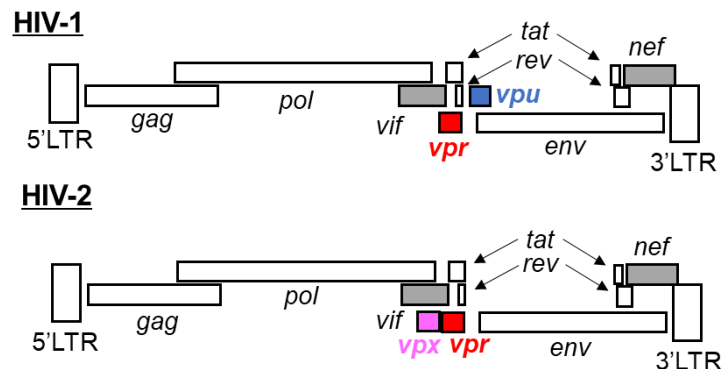 HIV-1
tat
rev
nef
5'LTR
gag
pol
vif
vpu
vpr
env
3'LTR
HIV-2
tat
rev
nef
5'LTR
gag
pol
vif
vpx
vpr
env
3'LTR